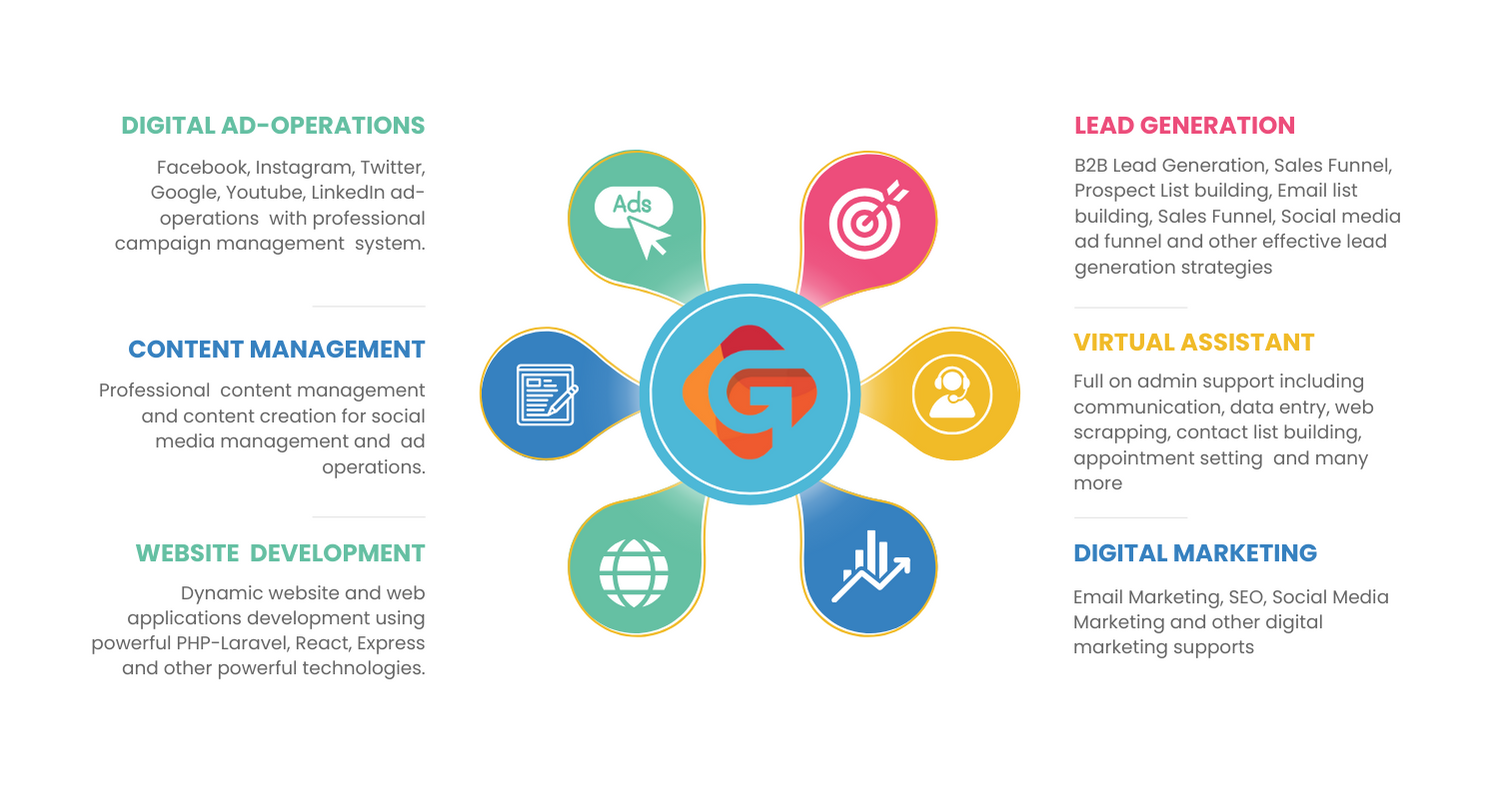 DIGITAL AD-OPERATIONS
Facebook, Instagram, Twitter,
Google, Youtube, LinkedIn ad-
operations with professional
campaign management system.
CONTENT MANAGEMENT
Professional content management
and content creation for social
media management and ad
operations.
WEBSITE DEVELOPMENT
Dynamic website and web
applications development using
powerful PHP-Laravel, React, Express
and other powerful technologies.
Ads
G
LEAD GENERATION
B2B Lead Generation, Sales Funnel,
Prospect List building, Email list
building, Sales Funnel, Social media
ad funnel and other effective lead
generation strategies
VIRTUAL ASSISTANT
Full on admin support including
communication, data entry, web
scrapping, contact list building,
appointment setting and many
more
DIGITAL MARKETING
Email Marketing, SEO, Social Media
Marketing and other digital
marketing supports